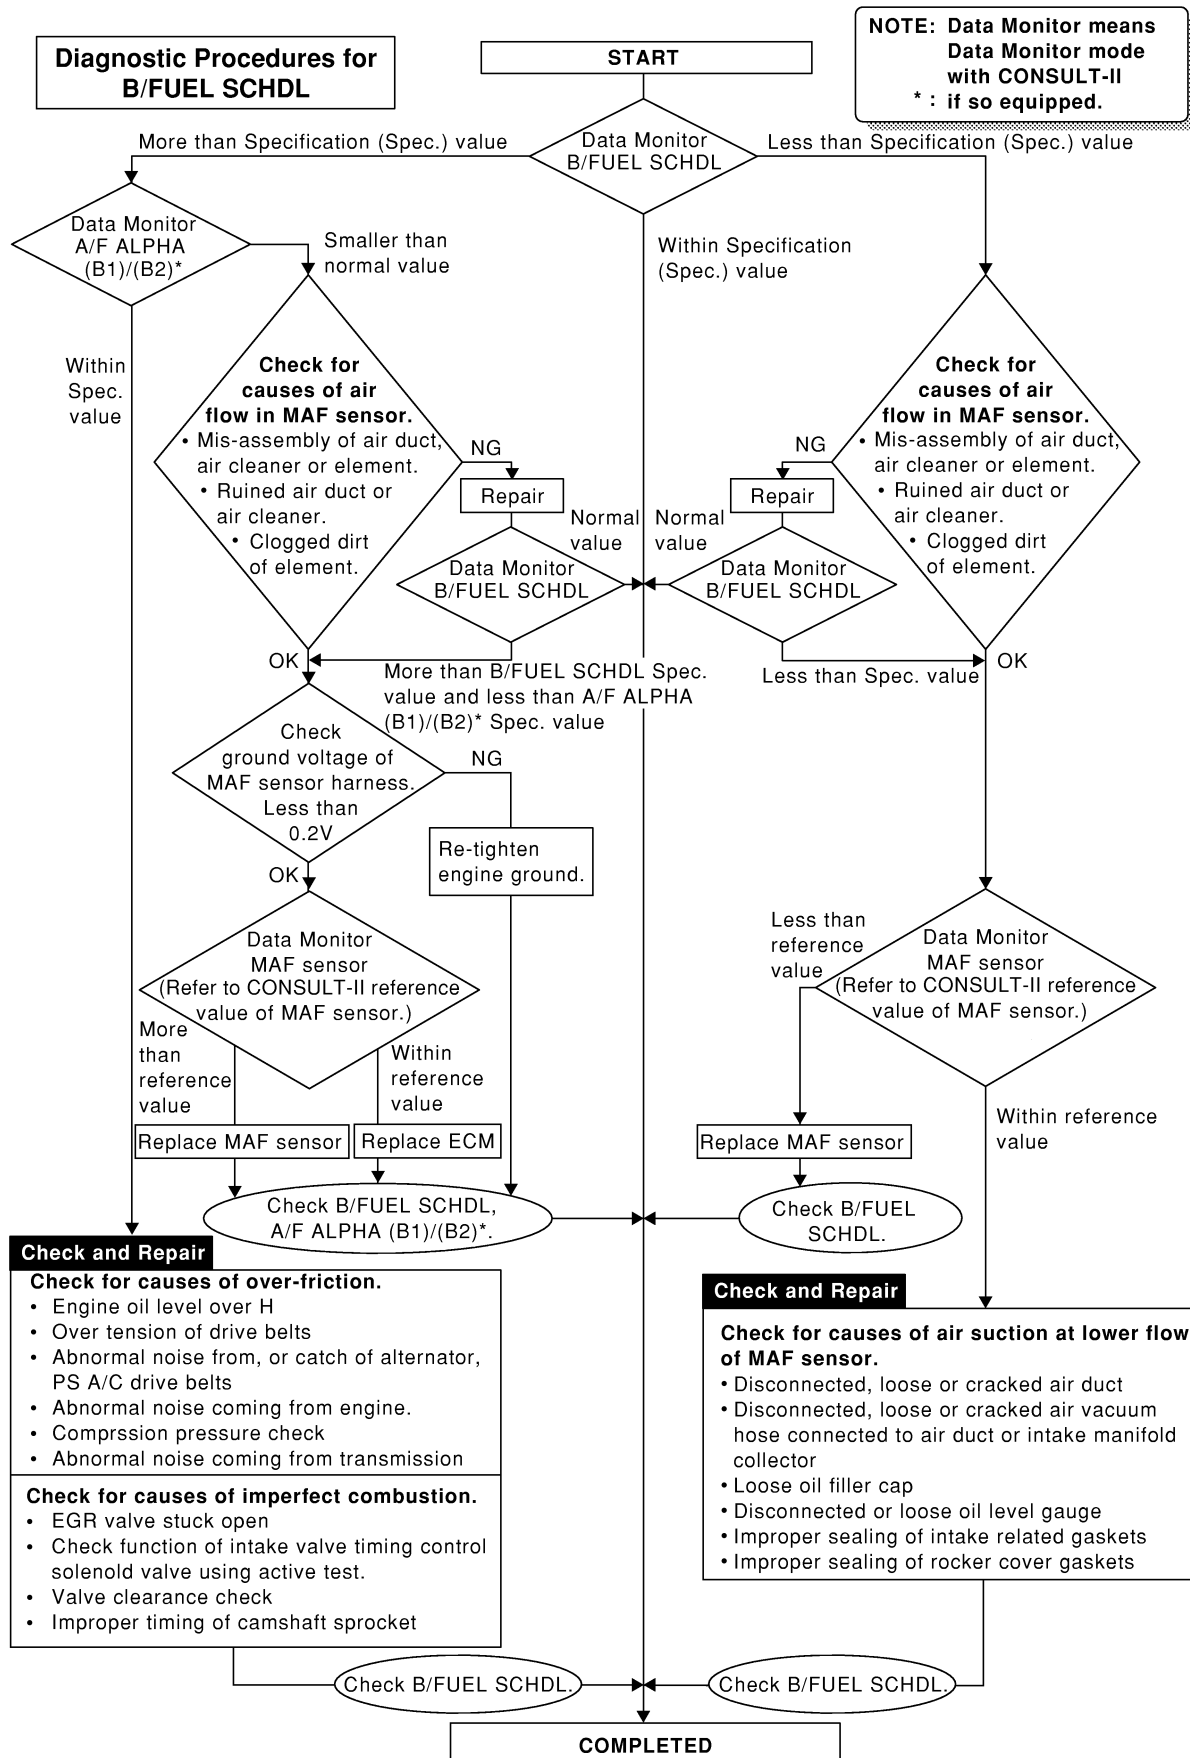 Diagnostic Procedures for
B/FUEL SCHDL
START
NOTE: Data Monitor means
Data Monitor mode
with CONSULT-II
* : if so equipped.
More than Specification (Spec.) value
Data Monitor
B/FUEL SCHDL
Less than Specification (Spec.) value
Data Monitor
A/F ALPHA
(B1)/(B2)*
Smaller than
normal value
Within Specification
(Spec.) value
Within
Spec.
value
Check for
causes of air
flow in MAF sensor.
• Mis-assembly of air duct,
air cleaner or element.
• Ruined air duct or
air cleaner.
• Clogged dirt
of element.
NG
Repair
Normal
value
Data Monitor
B/FUEL SCHDL
Check for
causes of air
flow in MAF sensor.
• Mis-assembly of air duct,
air cleaner or element.
• Ruined air duct or
air cleaner.
• Clogged dirt
of element.
NG
Repair
Normal
value
Data Monitor
B/FUEL SCHDL
OK
More than B/FUEL SCHDL Spec.
value and less than A/F ALPHA
(B1)/(B2)* Spec. value
Less than Spec. value
OK
Check
ground voltage of
MAF sensor harness.
Less than
0.2V
NG
Re-tighten
engine ground.
OK
Data Monitor
MAF sensor
(Refer to CONSULT-II reference
value of MAF sensor.)
More
than
reference
value
Within
reference
value
Replace MAF sensor
Replace ECM
Less than
reference
value
Data Monitor
MAF sensor
(Refer to CONSULT-II reference
value of MAF sensor.)
Within reference
value
Replace MAF sensor
Check B/FUEL SCHDL,
A/F ALPHA (B1)/(B2)*.
Check B/FUEL
SCHDL.
Check and Repair
Check for causes of over-friction.
• Engine oil level over H
• Over tension of drive belts
• Abnormal noise from, or catch of alternator,
PS A/C drive belts
• Abnormal noise coming from engine.
• Comprssion pressure check
• Abnormal noise coming from transmission
Check for causes of imperfect combustion.
• EGR valve stuck open
• Check function of intake valve timing control
solenold valve using active test.
• Valve clearance check
• Improper timing of camshaft sprocket
Check and Repair
Check for causes of air suction at lower flow
of MAF sensor.
• Disconnected, loose or cracked air duct
• Disconnected, loose or cracked air vacuum
hose connected to air duct or intake manifold
collector
• Loose oil filler cap
• Disconnected or loose oil level gauge
• Improper sealing of intake related gaskets
• Improper sealing of rocker cover gaskets
Check B/FUEL SCHDL.
Check B/FUEL SCHDL.
COMPLETED